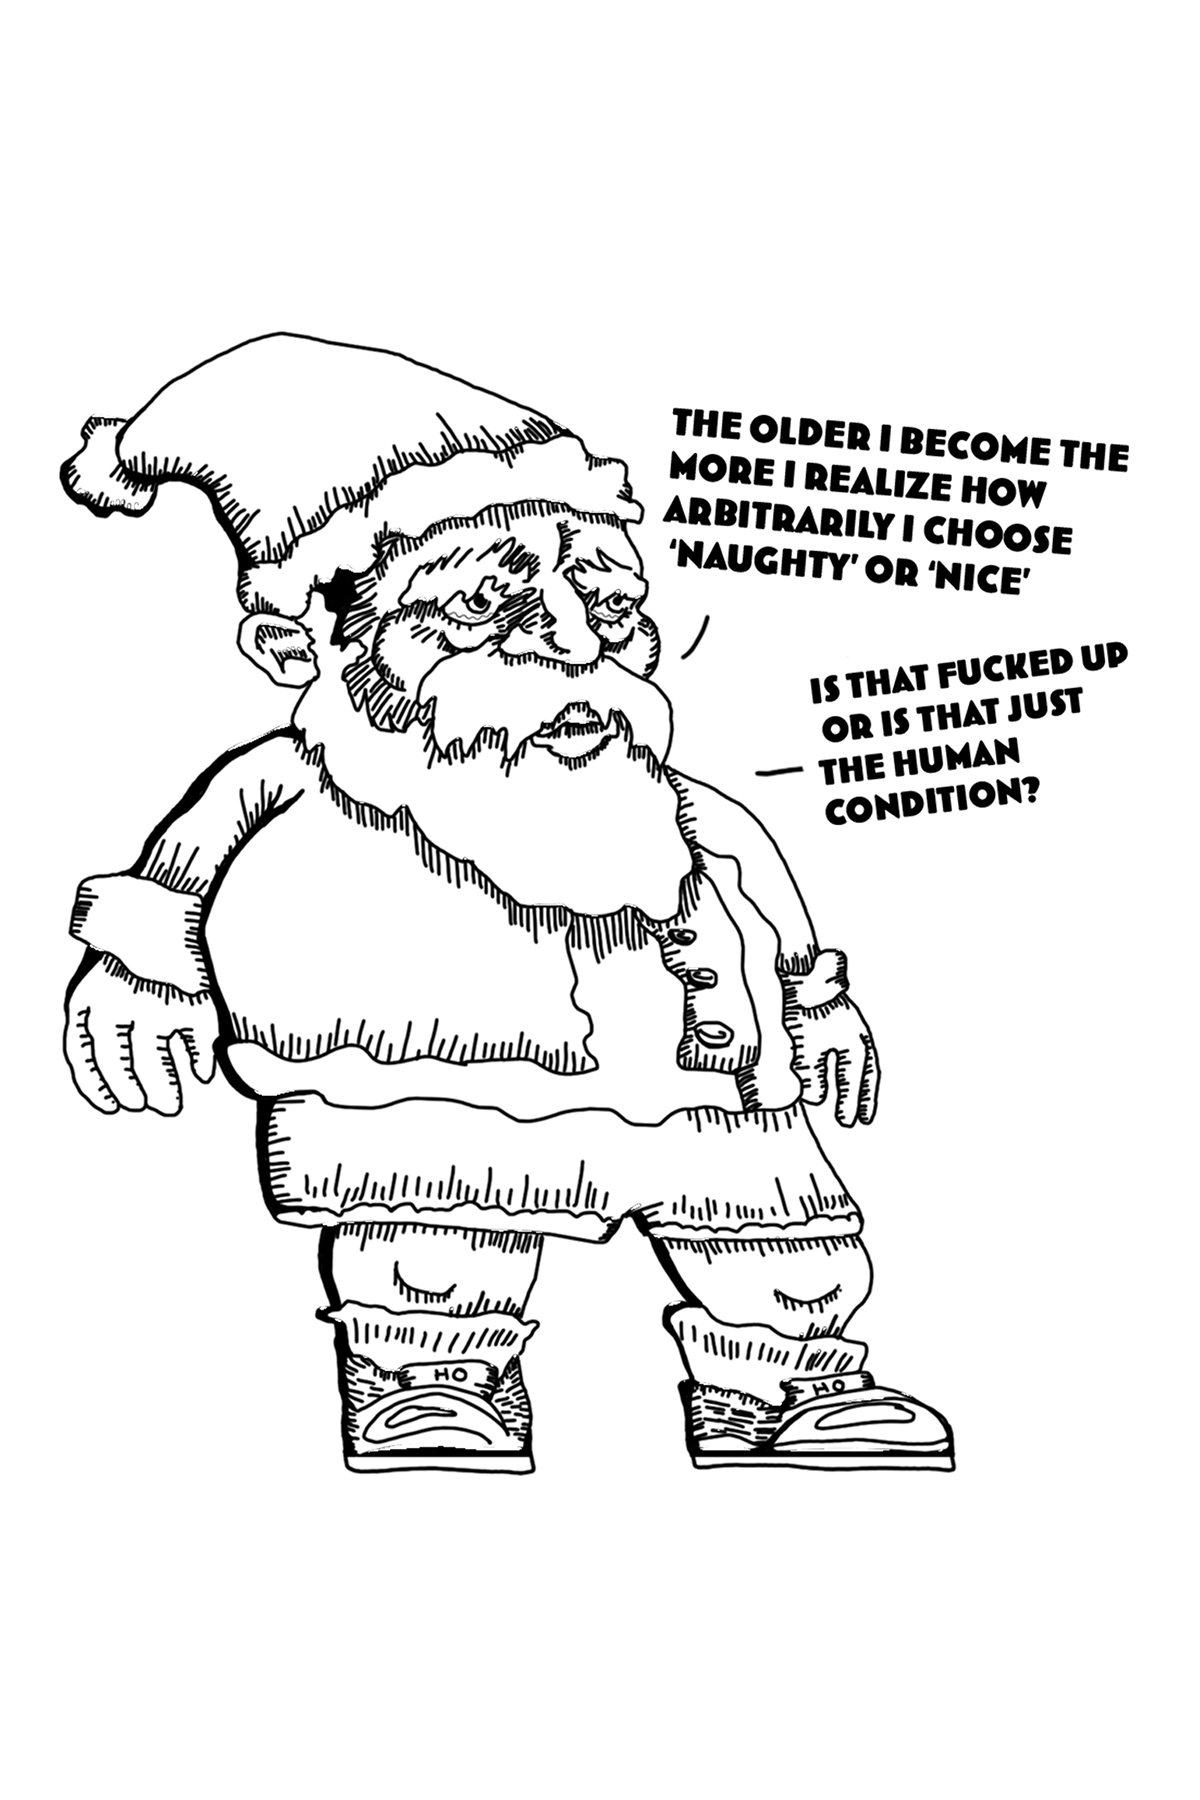 THE OLDER I BECOME THE
MORE I REALIZE HOW
ARBITRARILY I CHOOSE
‘NAUGHTY’ OR ‘NICE’
IS THAT FUCKED UP
OR IS THAT JUST
THE HUMAN
CONDITION?
HO
HO